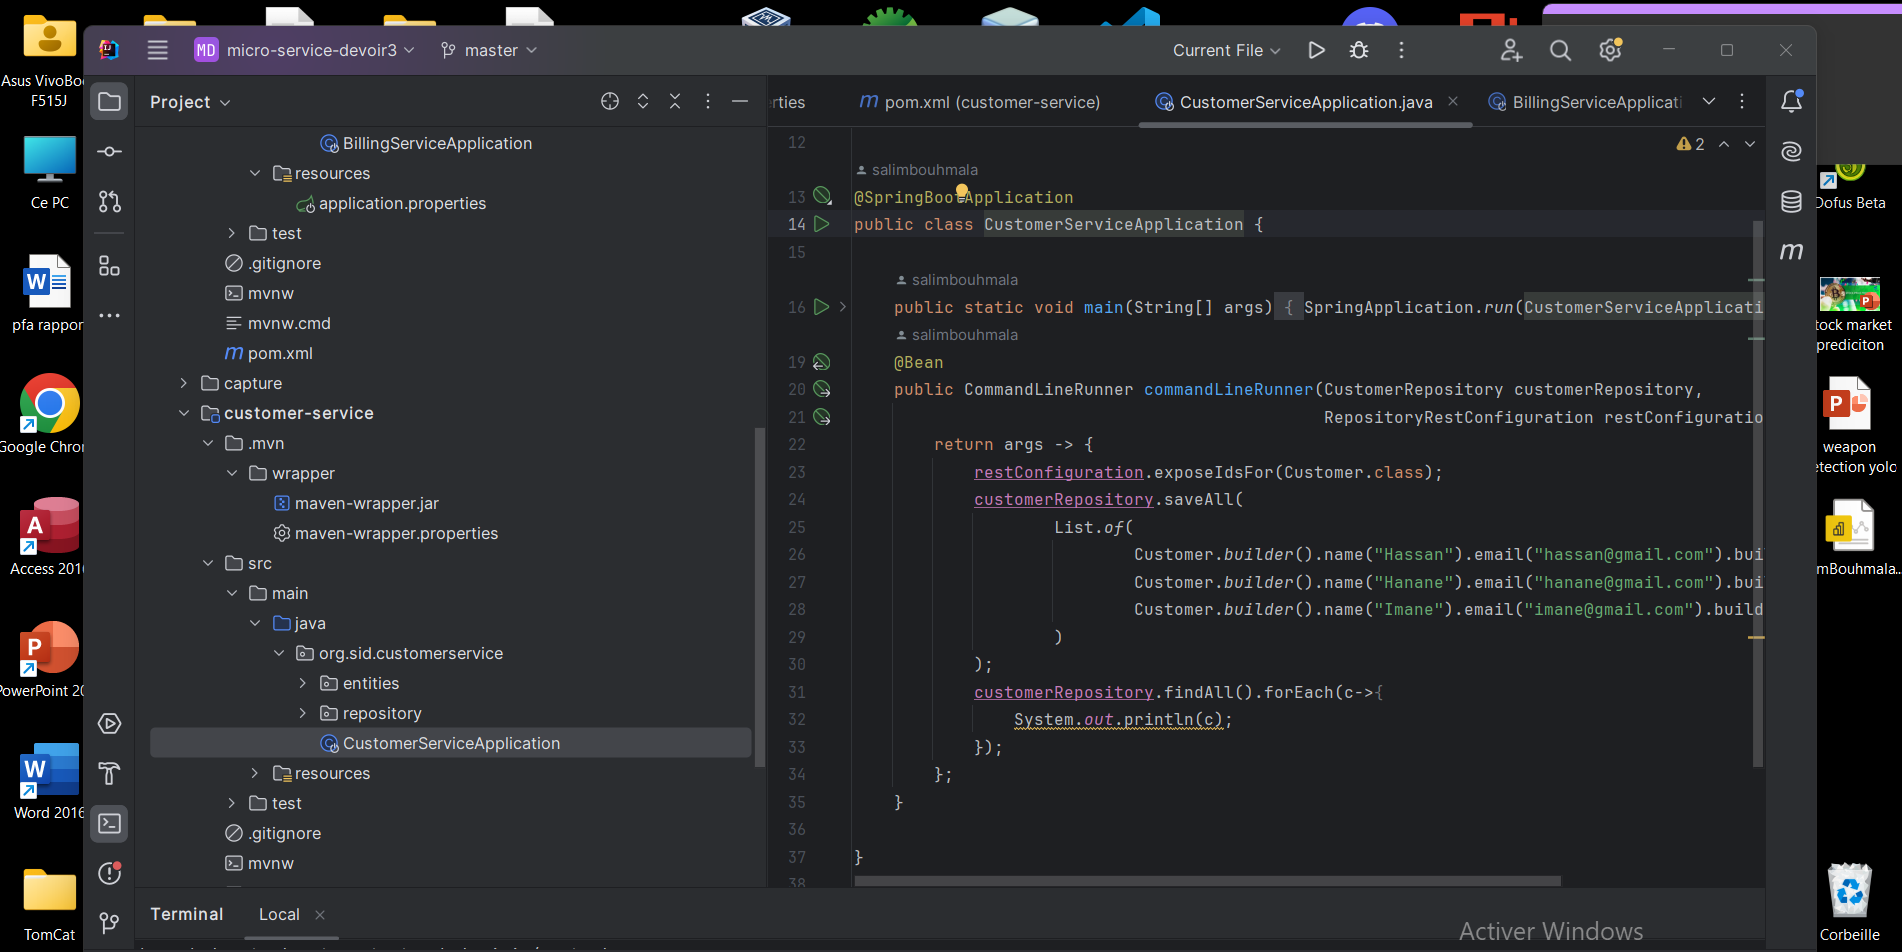 MD micro-service-devoir3 master Current File
Asus VivoBo
F515J
Ce PC
pfa rappor
Google Chro
Access 201
PowerPoint 20
Word 2016
TomCat
Project
BillingServiceApplication
resources
application.properties
test
.gitignore
mvnw
mvnw.cmd
pom.xml
capture
customer-service
.mvn
wrapper
maven-wrapper.jar
maven-wrapper.properties
src
main
java
org.sid.customerservice
entities
repository
CustomerServiceApplication
resources
test
.gitignore
mvnw
rties pom.xml (customer-service) CustomerServiceApplication.java BillingServiceApplicati
2
12
salimbouhmala
13 @SpringBootApplication
14 public class CustomerServiceApplication {
15
salimbouhmala
16 public static void main(String[] args) { SpringApplication.run(CustomerServiceApplicati
salimbouhmala
19 @Bean
20 public CommandLineRunner commandLineRunner(CustomerRepository customerRepository,
21 RepositoryRestConfiguration restConfiguratio
22 return args -> {
23 restConfiguration.exposeIdsFor(Customer.class);
24 customerRepository.saveAll(
25 List.of(
26 Customer.builder().name("Hassan").email("hassan@gmail.com").bui
27 Customer.builder().name("Hanane").email("hanane@gmail.com").bui
28 Customer.builder().name("Imane").email("imane@gmail.com").build
29 )
30 );
31 customerRepository.findAll().forEach(c->{
32 System.out.println(c);
33 });
34 };
35 }
36
37 }
38
Terminal Local
Activer Windows
Dofus Beta
tock market
prediciton
weapon
etection yolo
mBouhmala...
Corbeille